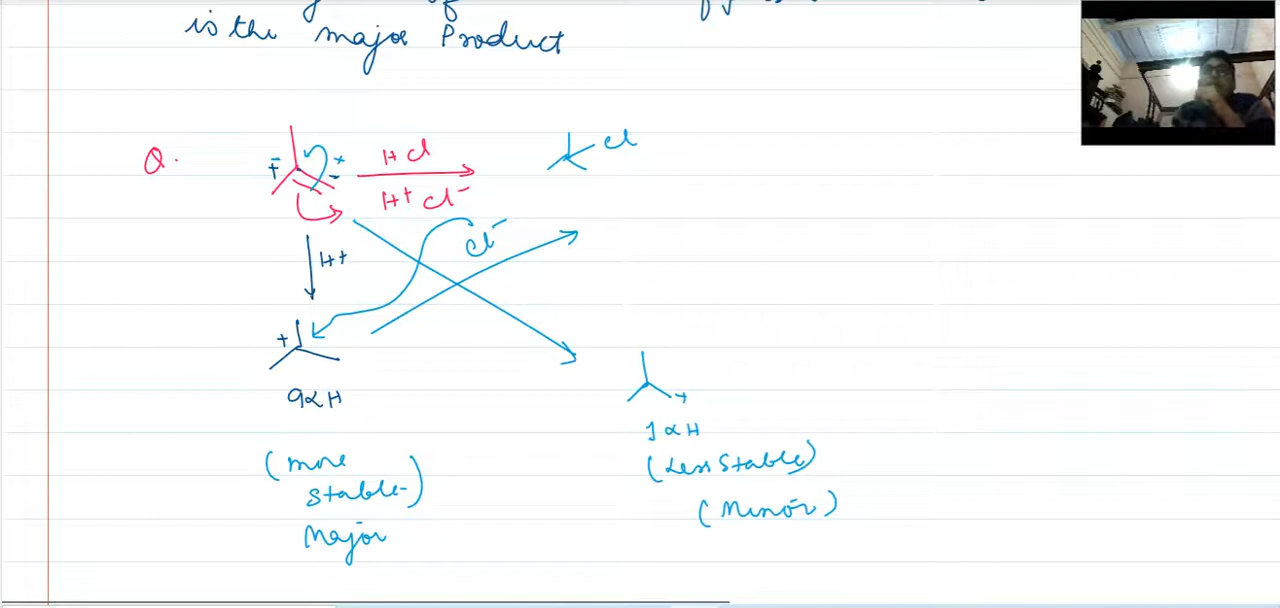 is the major Product
Q.
HCl
H+ Cl-
Cl
H+
Cl-
+
+
9αH
1αH
(more
stable)
Major
(Less Stable)
(Minor)